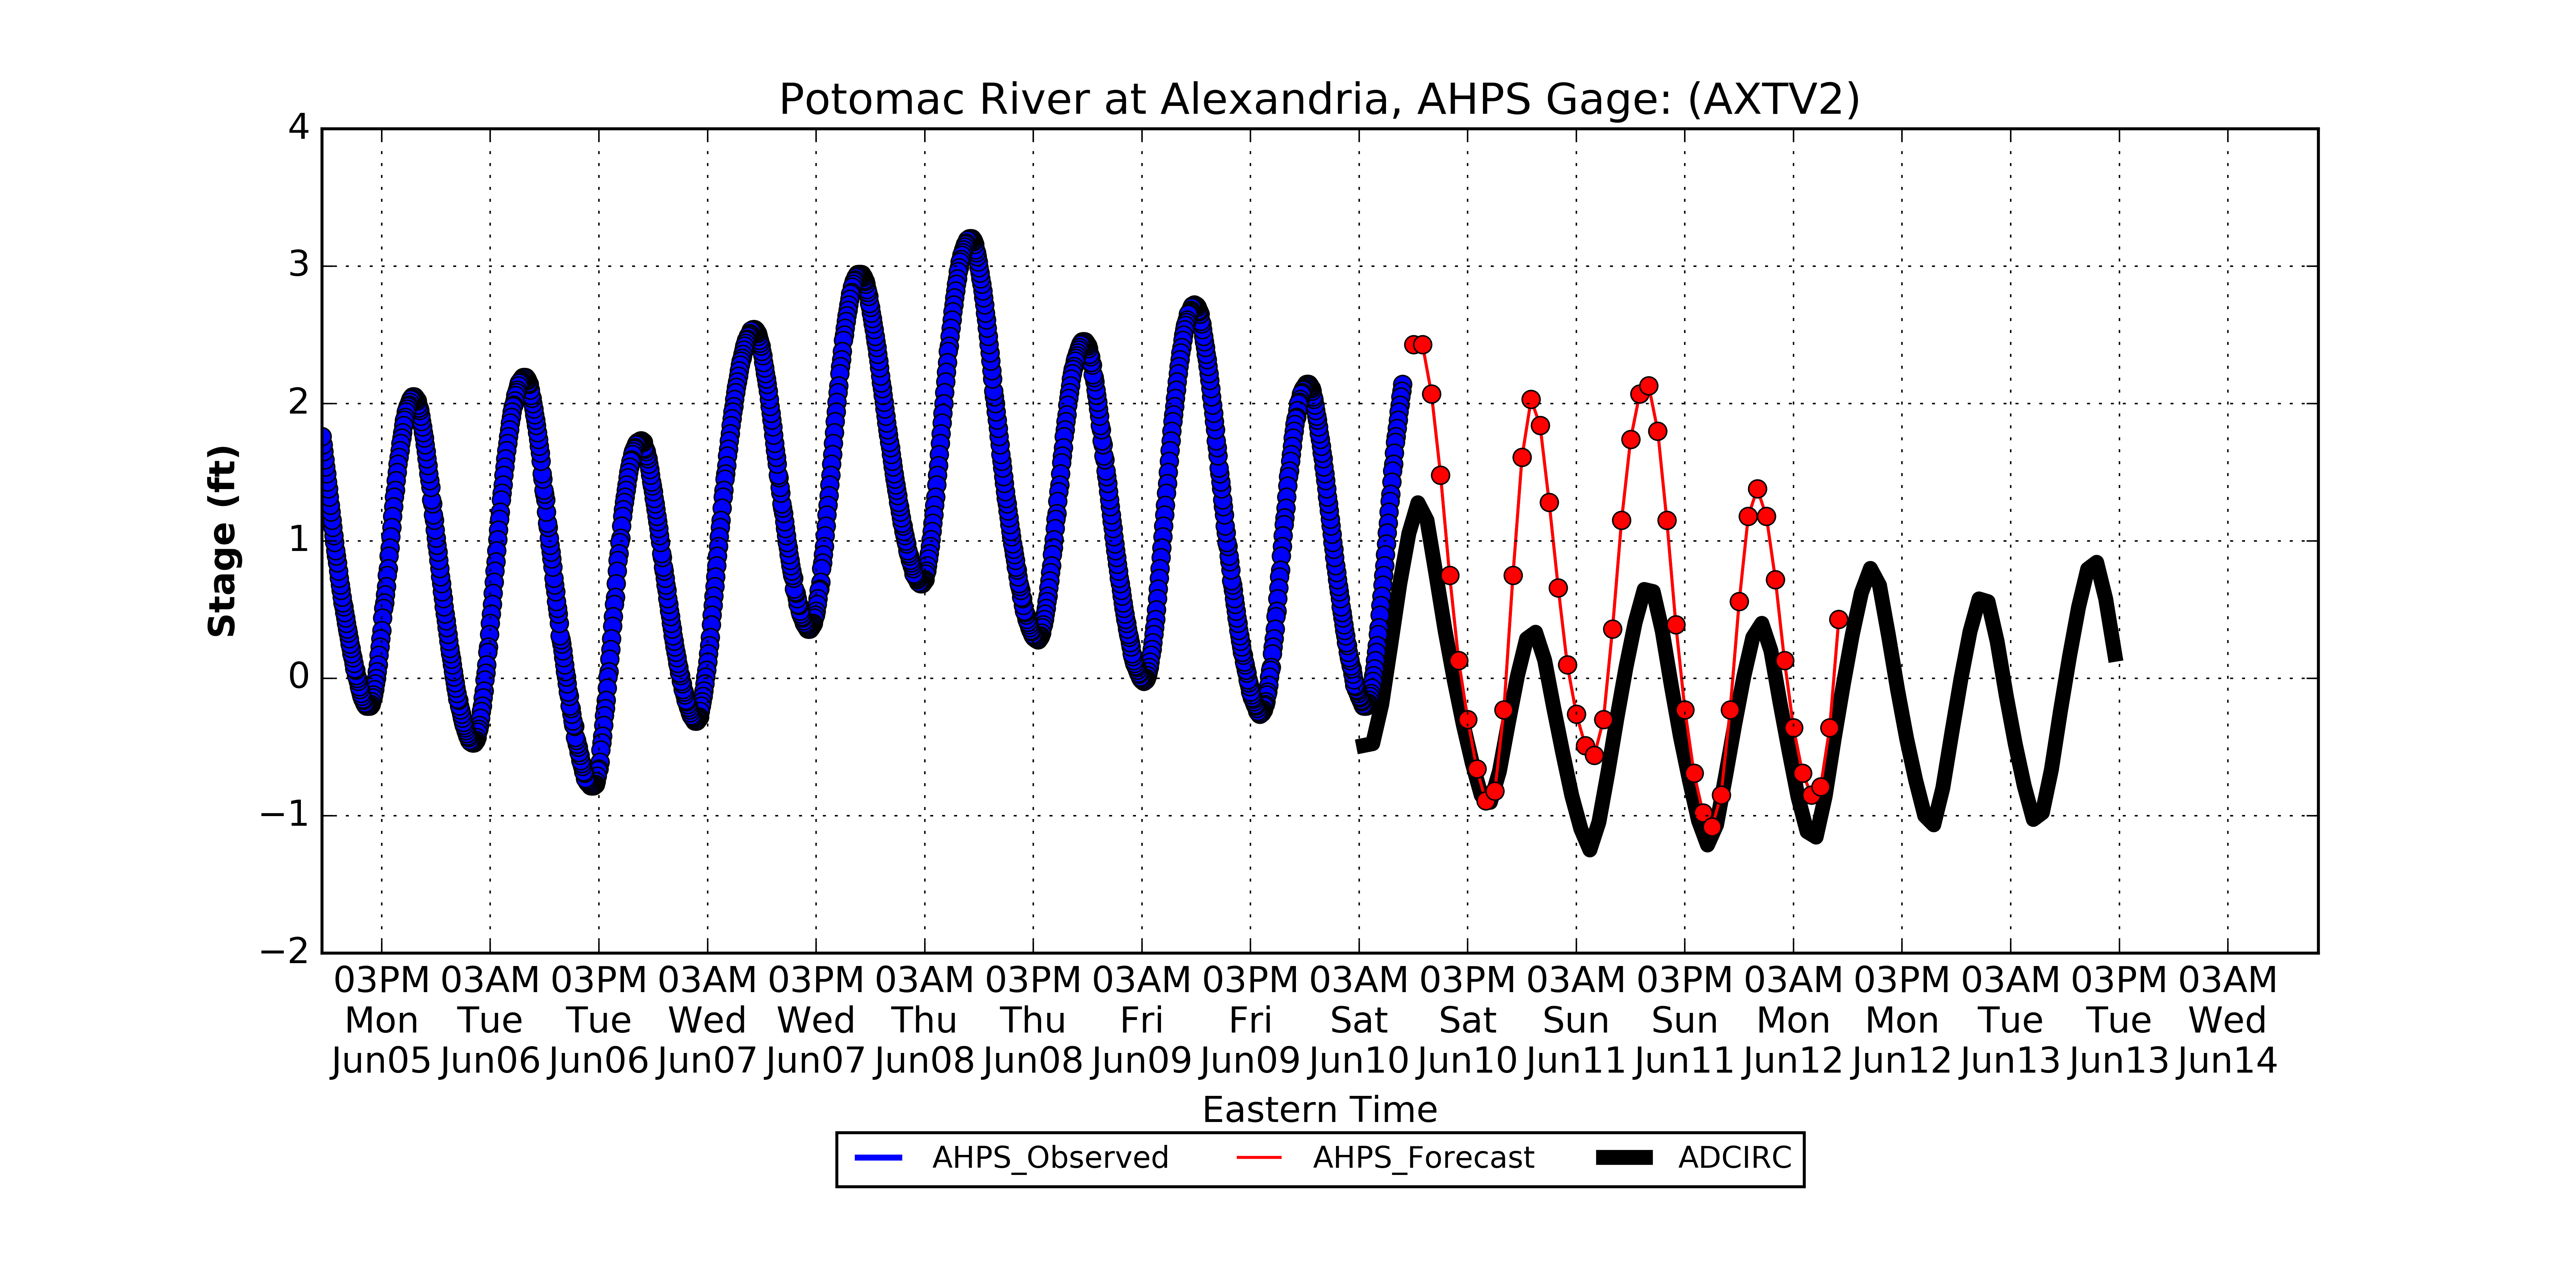 Potomac River at Alexandria, AHPS Gage: (AXTV2)
4
3
2
1
0
−1
−2
Stage (ft)
03PM 03AM 03PM 03AM 03PM 03AM 03PM 03AM 03PM 03AM 03PM 03AM 03PM 03AM 03PM 03AM 03PM 03AM
Mon Tue Tue Wed Wed Thu Thu Fri Fri Sat Sat Sun Sun Mon Mon Tue Tue Wed
Jun05 Jun06 Jun06 Jun07 Jun07 Jun08 Jun08 Jun09 Jun09 Jun10 Jun10 Jun11 Jun11 Jun12 Jun12 Jun13 Jun13 Jun14
Eastern Time
AHPS_Observed AHPS_Forecast ADCIRC